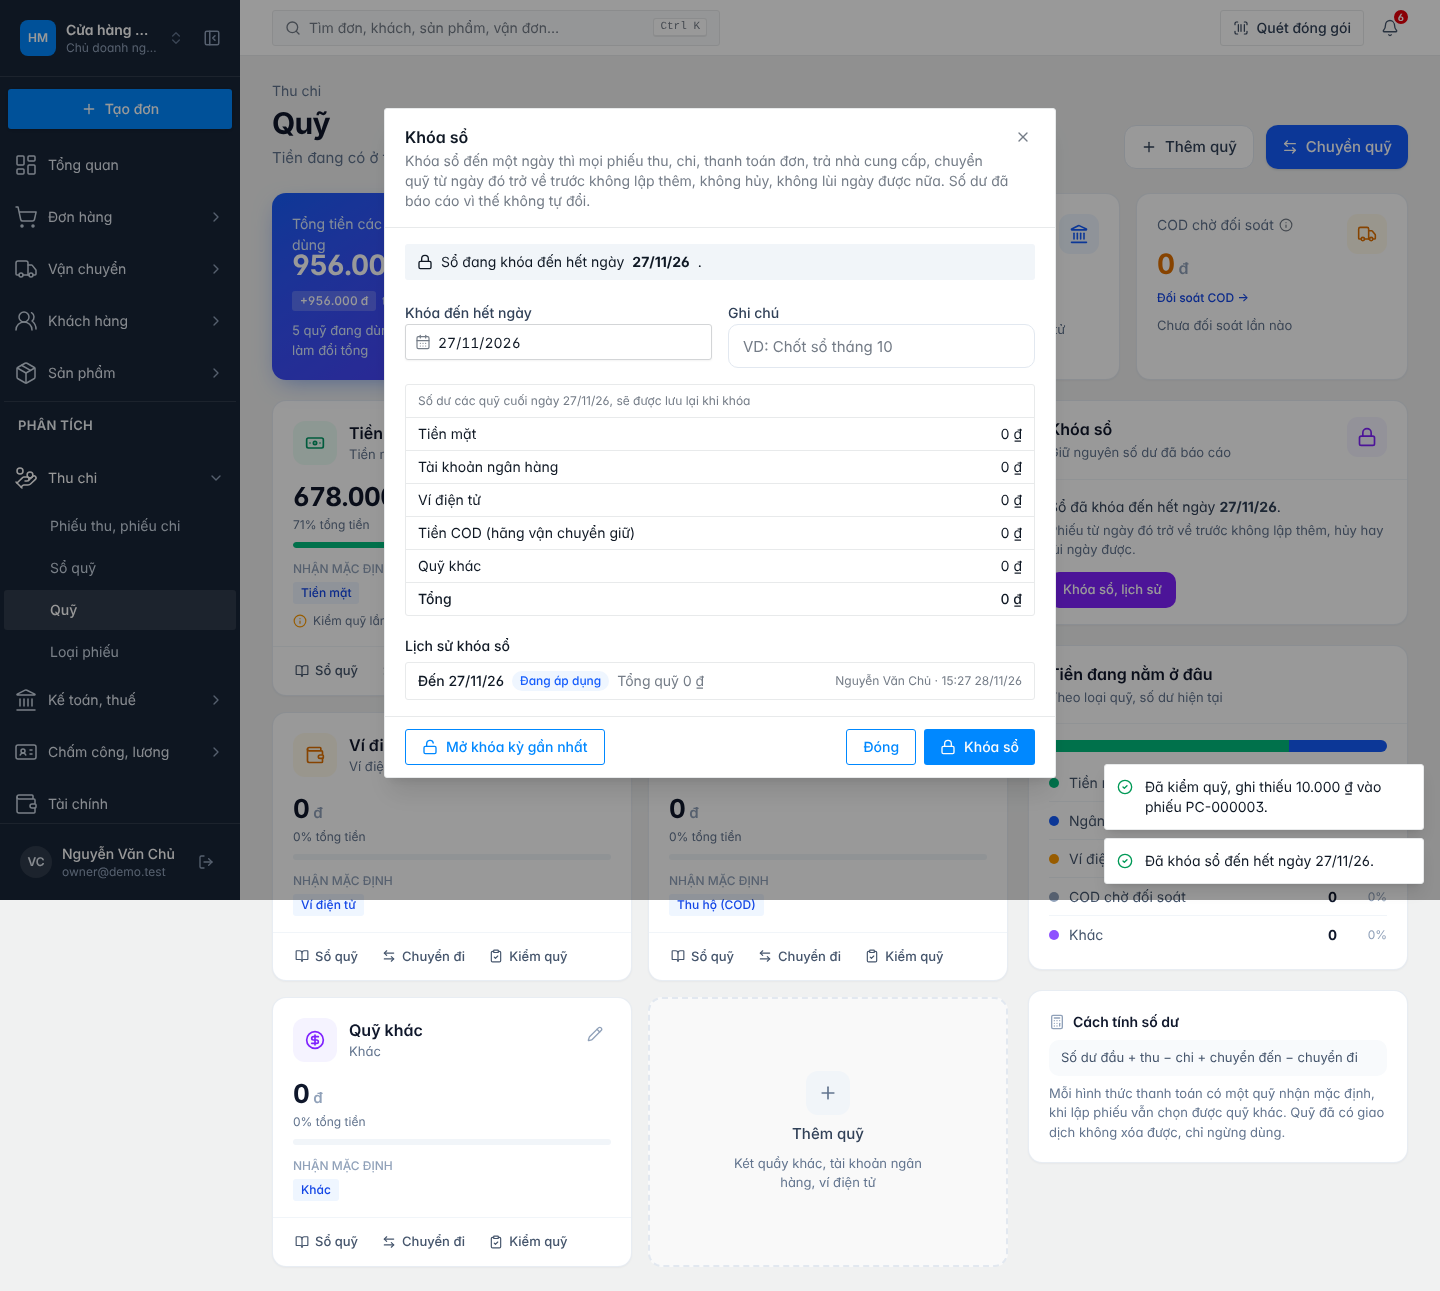 HM
Cửa hàng ...
Chủ doanh ng...
Tạo đơn
Tổng quan
Đơn hàng
Vận chuyển
Khách hàng
Sản phẩm
PHÂN TÍCH
Thu chi
Phiếu thu, phiếu chi
Sổ quỹ
Quỹ
Loại phiếu
Kế toán, thuế
Chấm công, lương
Tài chính
VC
Nguyễn Văn Chủ
owner@demo.test
Tìm đơn, khách, sản phẩm, vận đơn...
Ctrl K
Quét đóng gói
6
Thu chi
Quỹ
Tiền đang có ở
Thêm quỹ
Chuyển quỹ
Tổng tiền các
dùng
956.00
+956.000 đ
5 quỹ đang dùn
làm đổi tổng
COD chờ đối soát
0 đ
Đối soát COD →
Chưa đối soát lần nào
Khóa sổ
Khóa sổ đến một ngày thì mọi phiếu thu, chi, thanh toán đơn, trả nhà cung cấp, chuyển
quỹ từ ngày đó trở về trước không lập thêm, không hủy, không lùi ngày được nữa. Số dư đã
báo cáo vì thế không tự đổi.
Sổ đang khóa đến hết ngày 27/11/26 .
Khóa đến hết ngày
27/11/2026
Ghi chú
VD: Chốt sổ tháng 10
Số dư các quỹ cuối ngày 27/11/26, sẽ được lưu lại khi khóa
Tiền mặt 0 ₫
Tài khoản ngân hàng 0 ₫
Ví điện tử 0 ₫
Tiền COD (hãng vận chuyển giữ) 0 ₫
Quỹ khác 0 ₫
Tổng 0 ₫
Lịch sử khóa sổ
Đến 27/11/26 Đang áp dụng Tổng quỹ 0 ₫ Nguyễn Văn Chủ · 15:27 28/11/26
Mở khóa kỳ gần nhất
Đóng
Khóa sổ
Tiền
Tiền
678.000
71% tổng tiền
NHẬN MẶC ĐỊN
Tiền mặt
Kiểm quỹ lần
Sổ quỹ
Khóa sổ
Giữ nguyên số dư đã báo cáo
Sổ đã khóa đến hết ngày 27/11/26.
Phiếu từ ngày đó trở về trước không lập thêm, hủy hay
lùi ngày được.
Khóa sổ, lịch sử
Tiền đang nằm ở đâu
Theo loại quỹ, số dư hiện tại
Tiền
Ngân
Ví điệ
COD chờ đối soát 0 0%
Khác 0 0%
Đã kiểm quỹ, ghi thiếu 10.000 ₫ vào
phiếu PC-000003.
Đã khóa sổ đến hết ngày 27/11/26.
Ví đi
Ví điệ
0 đ
0% tổng tiền
NHẬN MẶC ĐỊNH
Ví điện tử
Sổ quỹ
Chuyển đi
Kiểm quỹ
0 đ
0% tổng tiền
NHẬN MẶC ĐỊNH
Thu hộ (COD)
Sổ quỹ
Chuyển đi
Kiểm quỹ
Quỹ khác
Khác
0 đ
0% tổng tiền
NHẬN MẶC ĐỊNH
Khác
Sổ quỹ
Chuyển đi
Kiểm quỹ
Thêm quỹ
Két quầy khác, tài khoản ngân
hàng, ví điện tử
Cách tính số dư
Số dư đầu + thu − chi + chuyển đến − chuyển đi
Mỗi hình thức thanh toán có một quỹ nhận mặc định,
khi lập phiếu vẫn chọn được quỹ khác. Quỹ đã có giao
dịch không xóa được, chỉ ngừng dùng.